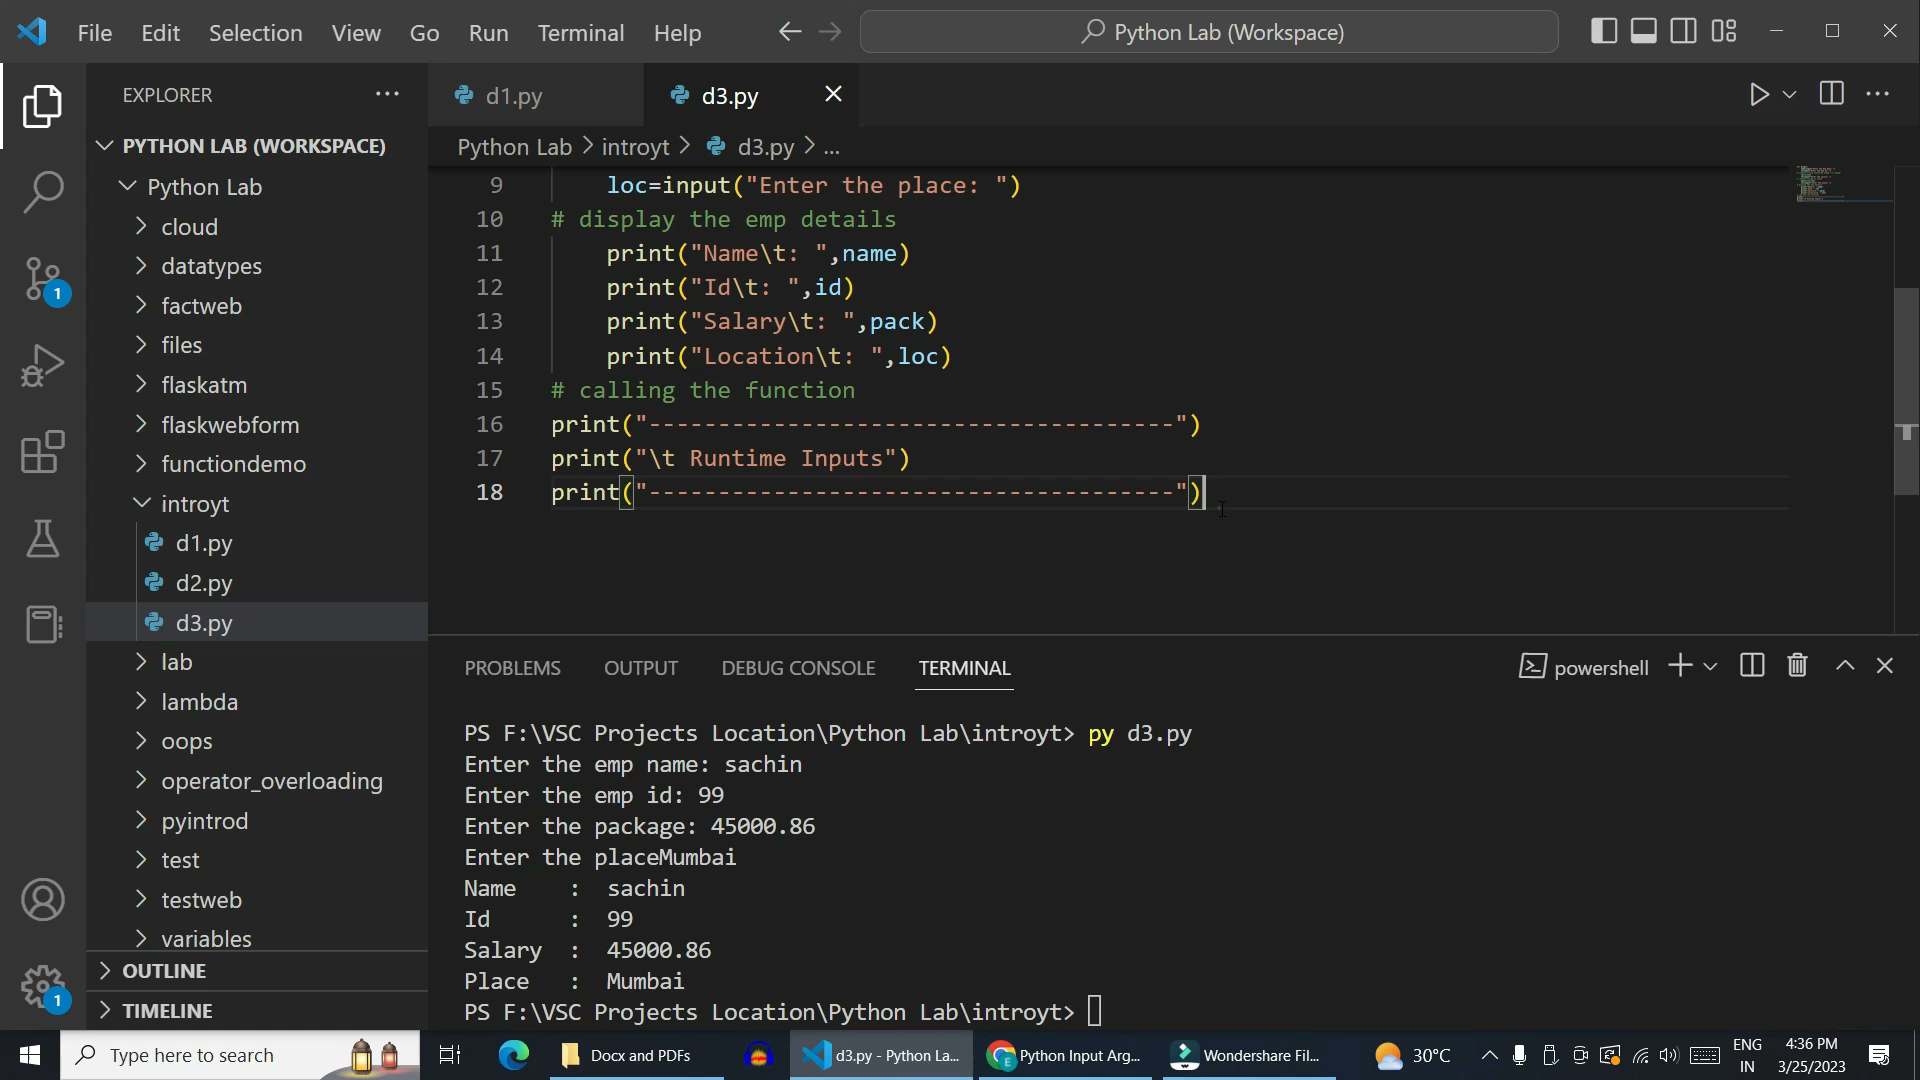 File Edit Selection View Go Run Terminal Help
Python Lab (Workspace)
EXPLORER
PYTHON LAB (WORKSPACE)
Python Lab
cloud
datatypes
factweb
files
flaskatm
flaskwebform
functiondemo
introyt
d1.py
d2.py
d3.py
lab
lambda
oops
operator_overloading
pyintrod
test
testweb
variables
OUTLINE
TIMELINE
1
1
d1.py d3.py
Python Lab > introyt > d3.py > ...
9 loc=input("Enter the place: ")
10 # display the emp details
11 print("Name\t: ",name)
12 print("Id\t: ",id)
13 print("Salary\t: ",pack)
14 print("Location\t: ",loc)
15 # calling the function
16 print("--------------------------------------")
17 print("\t Runtime Inputs")
18 print("--------------------------------------")
PROBLEMS OUTPUT DEBUG CONSOLE TERMINAL powershell
PS F:\VSC Projects Location\Python Lab\introyt> py d3.py
Enter the emp name: sachin
Enter the emp id: 99
Enter the package: 45000.86
Enter the placeMumbai
Name : sachin
Id : 99
Salary : 45000.86
Place : Mumbai
PS F:\VSC Projects Location\Python Lab\introyt>
Type here to search
Docx and PDFs
d3.py - Python La...
Python Input Arg...
Wondershare Fil...
30°C
ENG
IN
4:36 PM
3/25/2023